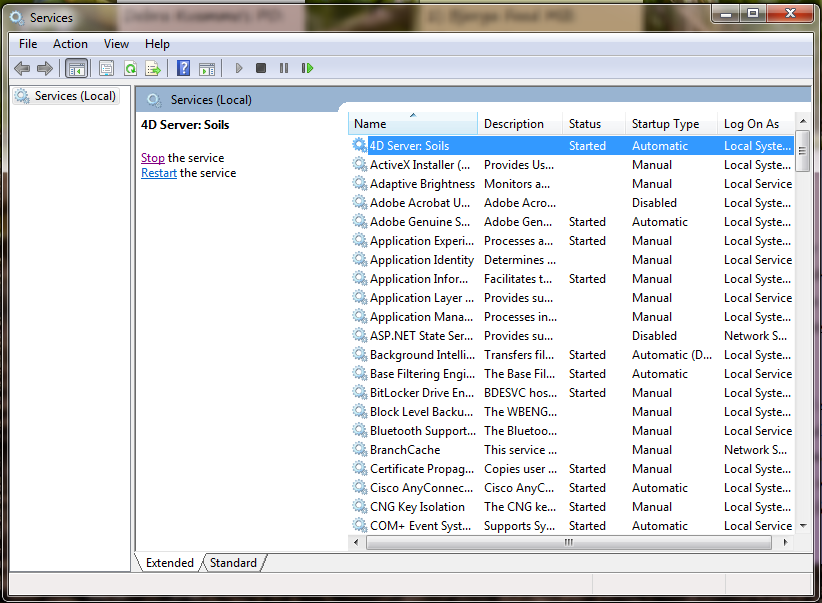 Services
File Action View Help
Services (Local)
Services (Local)
4D Server: Soils
Stop the service
Restart the service
Name Description Status Startup Type Log On As
4D Server: Soils Started Automatic Local Syste...
ActiveX Installer (... Provides Us... Manual Local Syste...
Adaptive Brightness Monitors a... Manual Local Service
Adobe Acrobat U... Adobe Acro... Disabled Local Syste...
Adobe Genuine S... Adobe Gen... Started Automatic Local Syste...
Application Experi... Processes a... Started Manual Local Syste...
Application Identity Determines ... Manual Local Service
Application Infor... Facilitates t... Started Manual Local Syste...
Application Layer ... Provides su... Manual Local Service
Application Mana... Processes in... Manual Local Syste...
ASP.NET State Ser... Provides su... Disabled Network S...
Background Intelli... Transfers fil... Started Automatic (D... Local Syste...
Base Filtering Engi... The Base Fil... Started Automatic Local Service
BitLocker Drive En... BDESVC hos... Started Manual Local Syste...
Block Level Backu... The WBENG... Manual Local Syste...
Bluetooth Support... The Bluetoo... Manual Local Service
BranchCache This service ... Manual Network S...
Certificate Propag... Copies user ... Started Manual Local Syste...
Cisco AnyConnec... Cisco AnyC... Started Automatic Local Syste...
CNG Key Isolation The CNG ke... Started Manual Local Syste...
COM+ Event Syst... Supports Sy... Started Automatic Local Service
Extended Standard